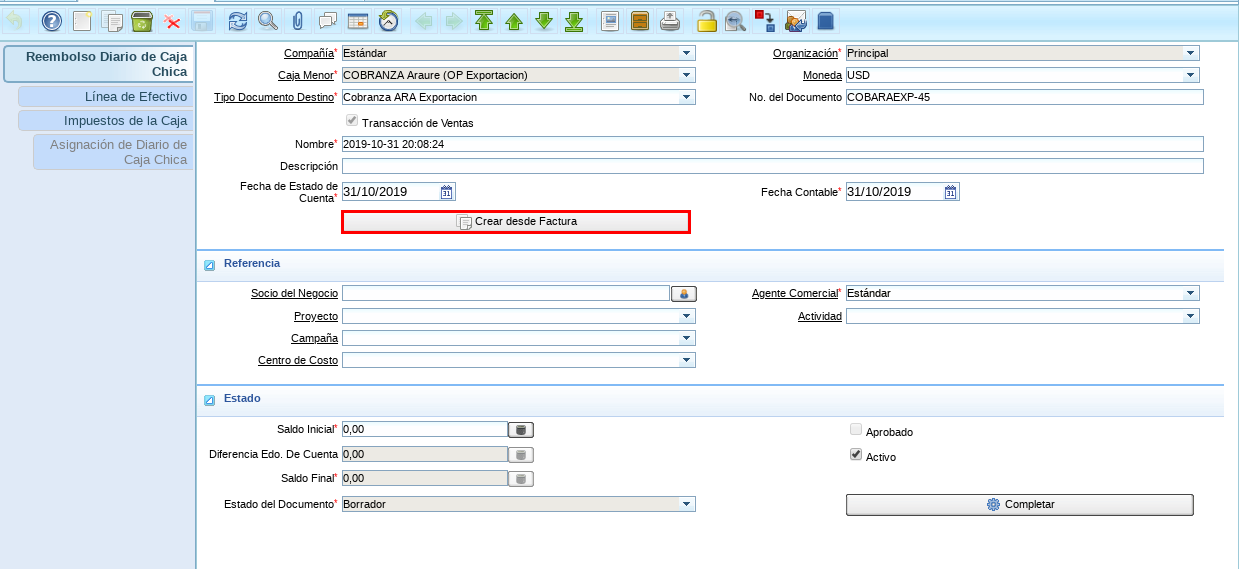 Reembolso Diario de Caja
Chica
Línea de Efectivo
Impuestos de la Caja
Asignación de Diario de
Caja Chica
Compañía* Estándar Organización* Principal
Caja Menor* COBRANZA Araure (OP Exportacion) Moneda USD
Tipo Documento Destino* Cobranza ARA Exportacion No. del Documento COBARAEXP-45
Transacción de Ventas
Nombre* 2019-10-31 20:08:24
Descripción
Fecha de Estado de
Cuenta* 31/10/2019 31 Fecha Contable* 31/10/2019 31
Crear desde Factura
Referencia
Socio del Negocio Agente Comercial* Estándar
Proyecto Actividad
Campaña
Centro de Costo
Estado
Saldo Inicial* 0,00 Aprobado
Diferencia Edo. De Cuenta 0,00 Activo
Saldo Final* 0,00
Estado del Documento* Borrador Completar